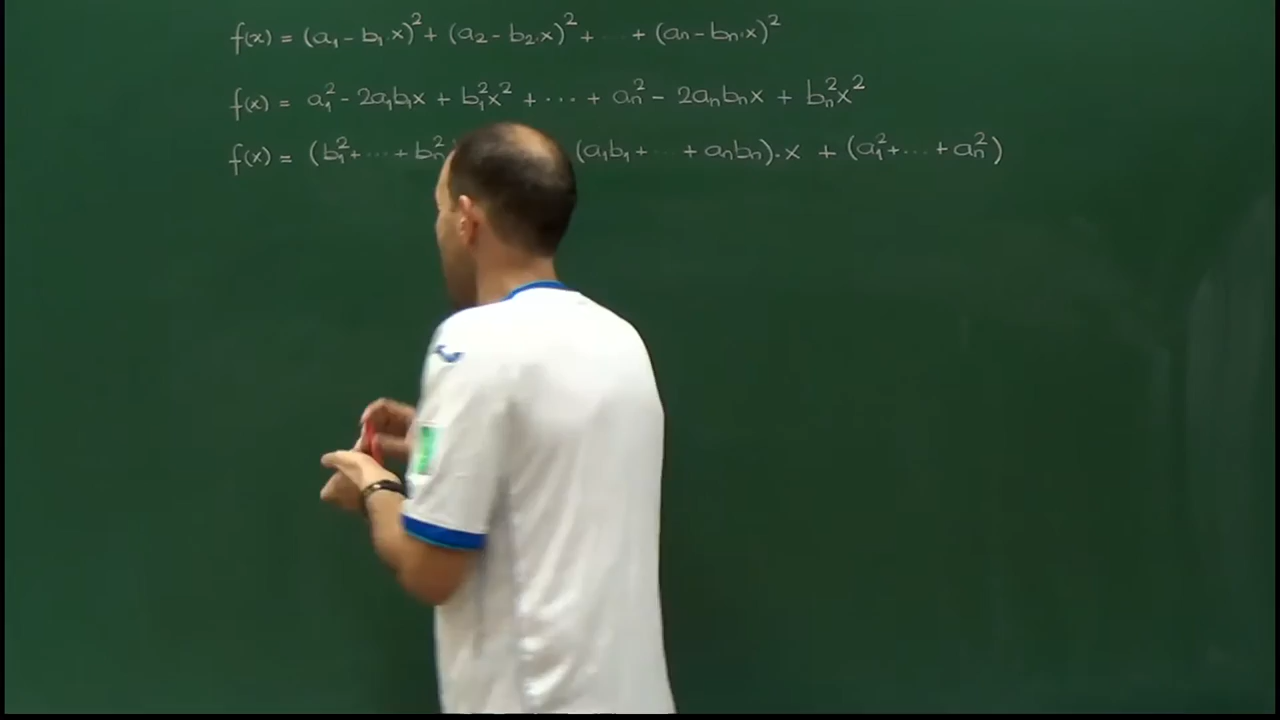 f(x) = (a₁ - b₁·x)² + (a₂ - b₂·x)² + ... + (aₙ - bₙ·x)²
f(x) = a₁² - 2a₁b₁x + b₁²x² + ... + aₙ² - 2aₙbₙx + bₙ²x²
f(x) = (b₁² + ... + bₙ² (a₁b₁ + ... + aₙbₙ)·x + (a₁² + ... + aₙ²)